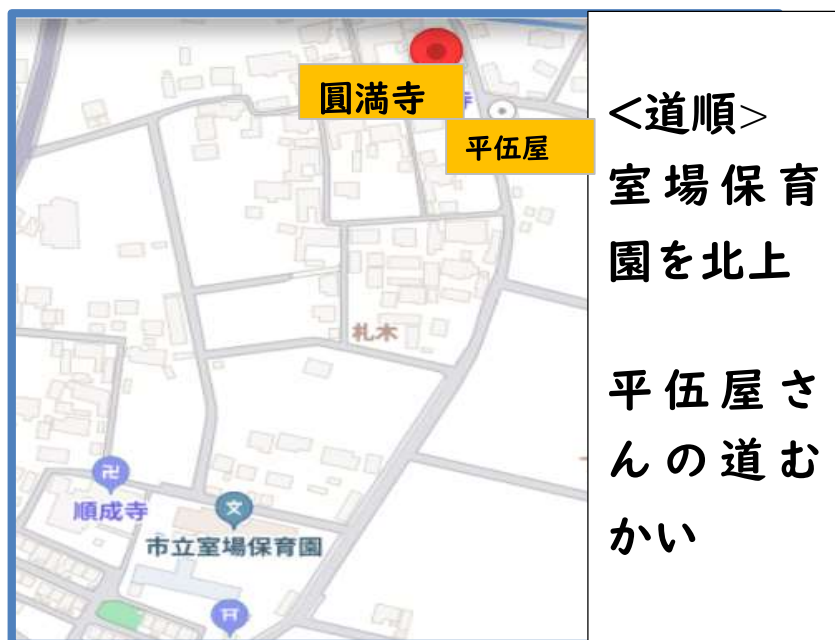 圓満寺
寺
平伍屋
札木
順成寺
市立室場保育園
<道順>
室場保育
園を北上
平伍屋さ
んの道む
かい